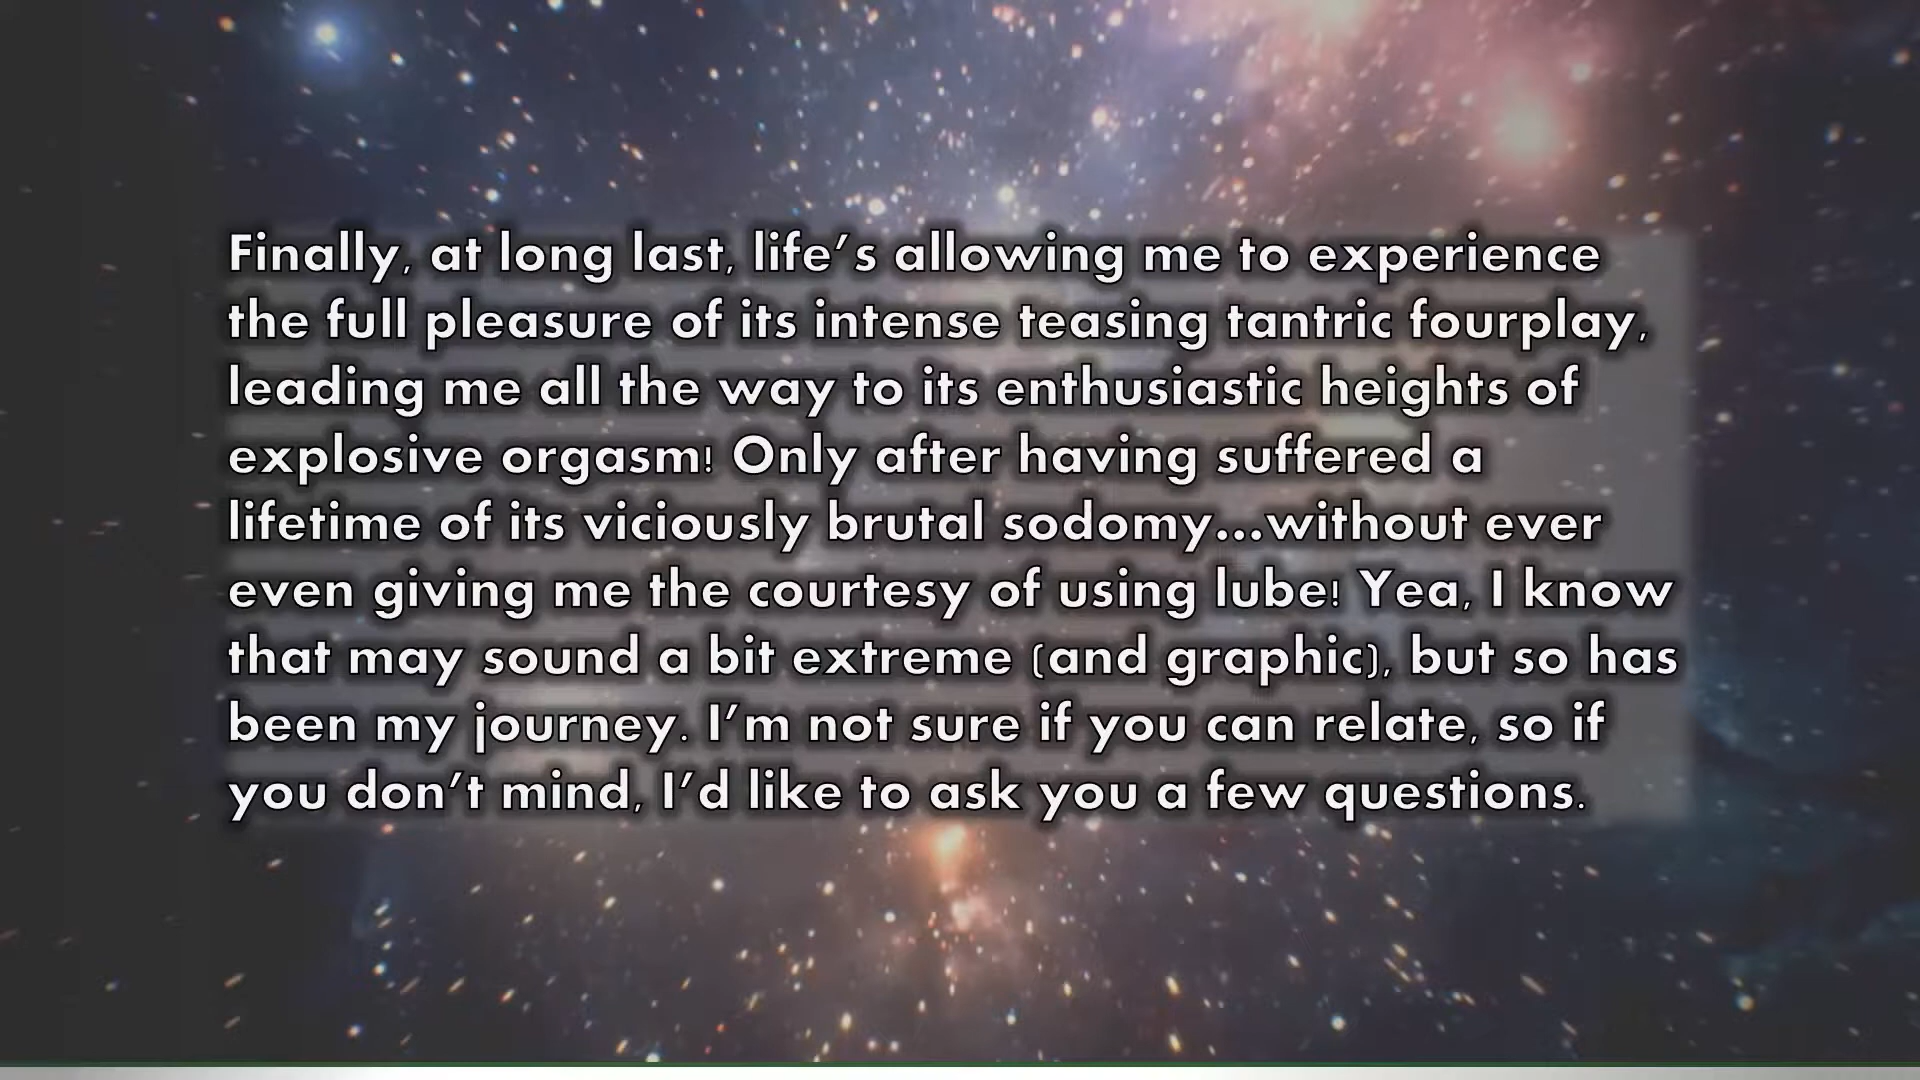 Finally, at long last, life’s allowing me to experience
the full pleasure of its intense teasing tantric fourplay,
leading me all the way to its enthusiastic heights of
explosive orgasm! Only after having suffered a
lifetime of its viciously brutal sodomy...without ever
even giving me the courtesy of using lube! Yea, I know
that may sound a bit extreme (and graphic), but so has
been my journey. I’m not sure if you can relate, so if
you don’t mind, I’d like to ask you a few questions.